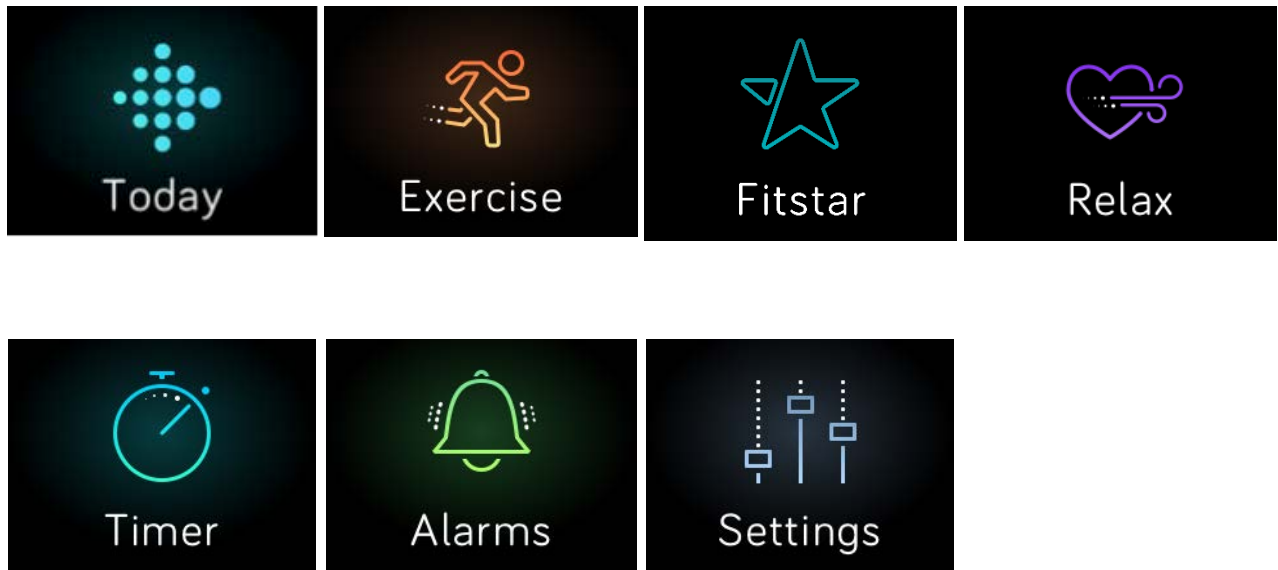 Today
Exercise
Fitstar
Relax
Timer
Alarms
Settings